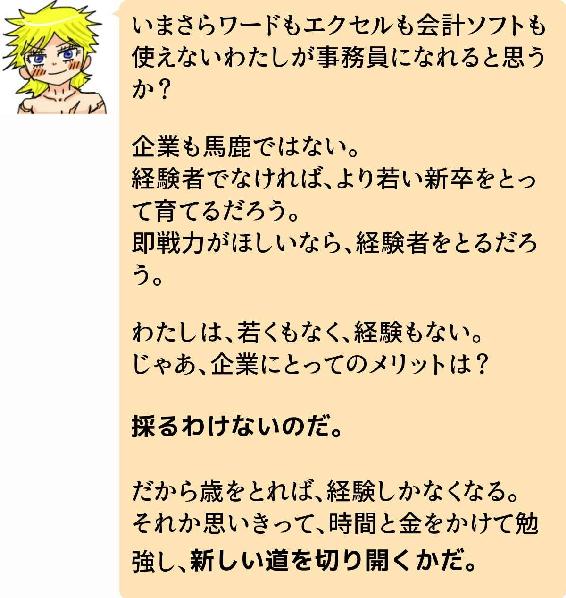 いまさらワードもエクセルも会計ソフトも
使えないわたしが事務員になれると思う
か？
企業も馬鹿ではない。
経験者でなければ、より若い新卒をとっ
て育てるだろう。
即戦力がほしいなら、経験者をとるだろ
う。
わたしは、若くもなく、経験もない。
じゃあ、企業にとってのメリットは？
採るわけないのだ。
だから歳をとれば、経験しかなくなる。
それか思いきって、時間と金をかけて勉
強し、新しい道を切り開くかだ。